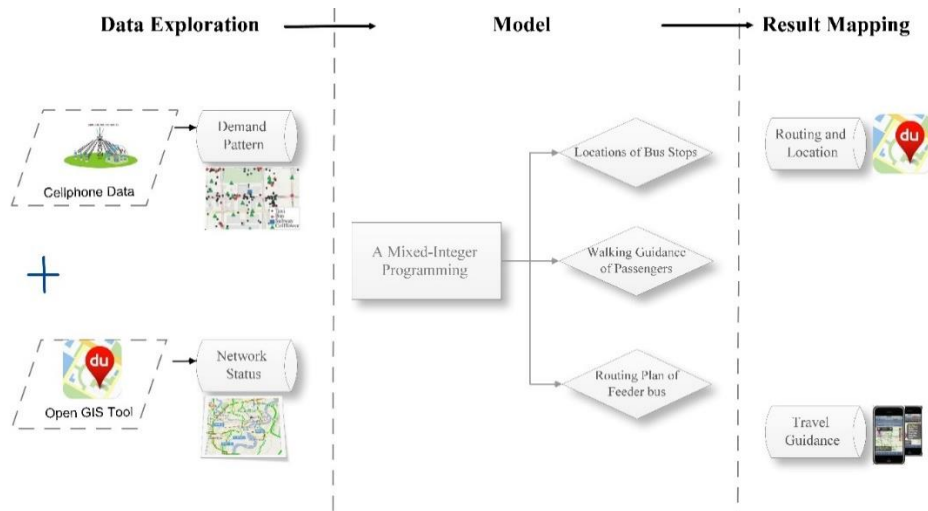 Data Exploration
Model
Result Mapping
Cellphone Data
Demand
Pattern
+
Open GIS Tool
du
Network
Status
A Mixed-Integer
Programming
Locations of Bus Stops
Walking Guidance
of Passengers
Routing Plan of
Feeder bus
Routing and
Location
du
Travel
Guidance